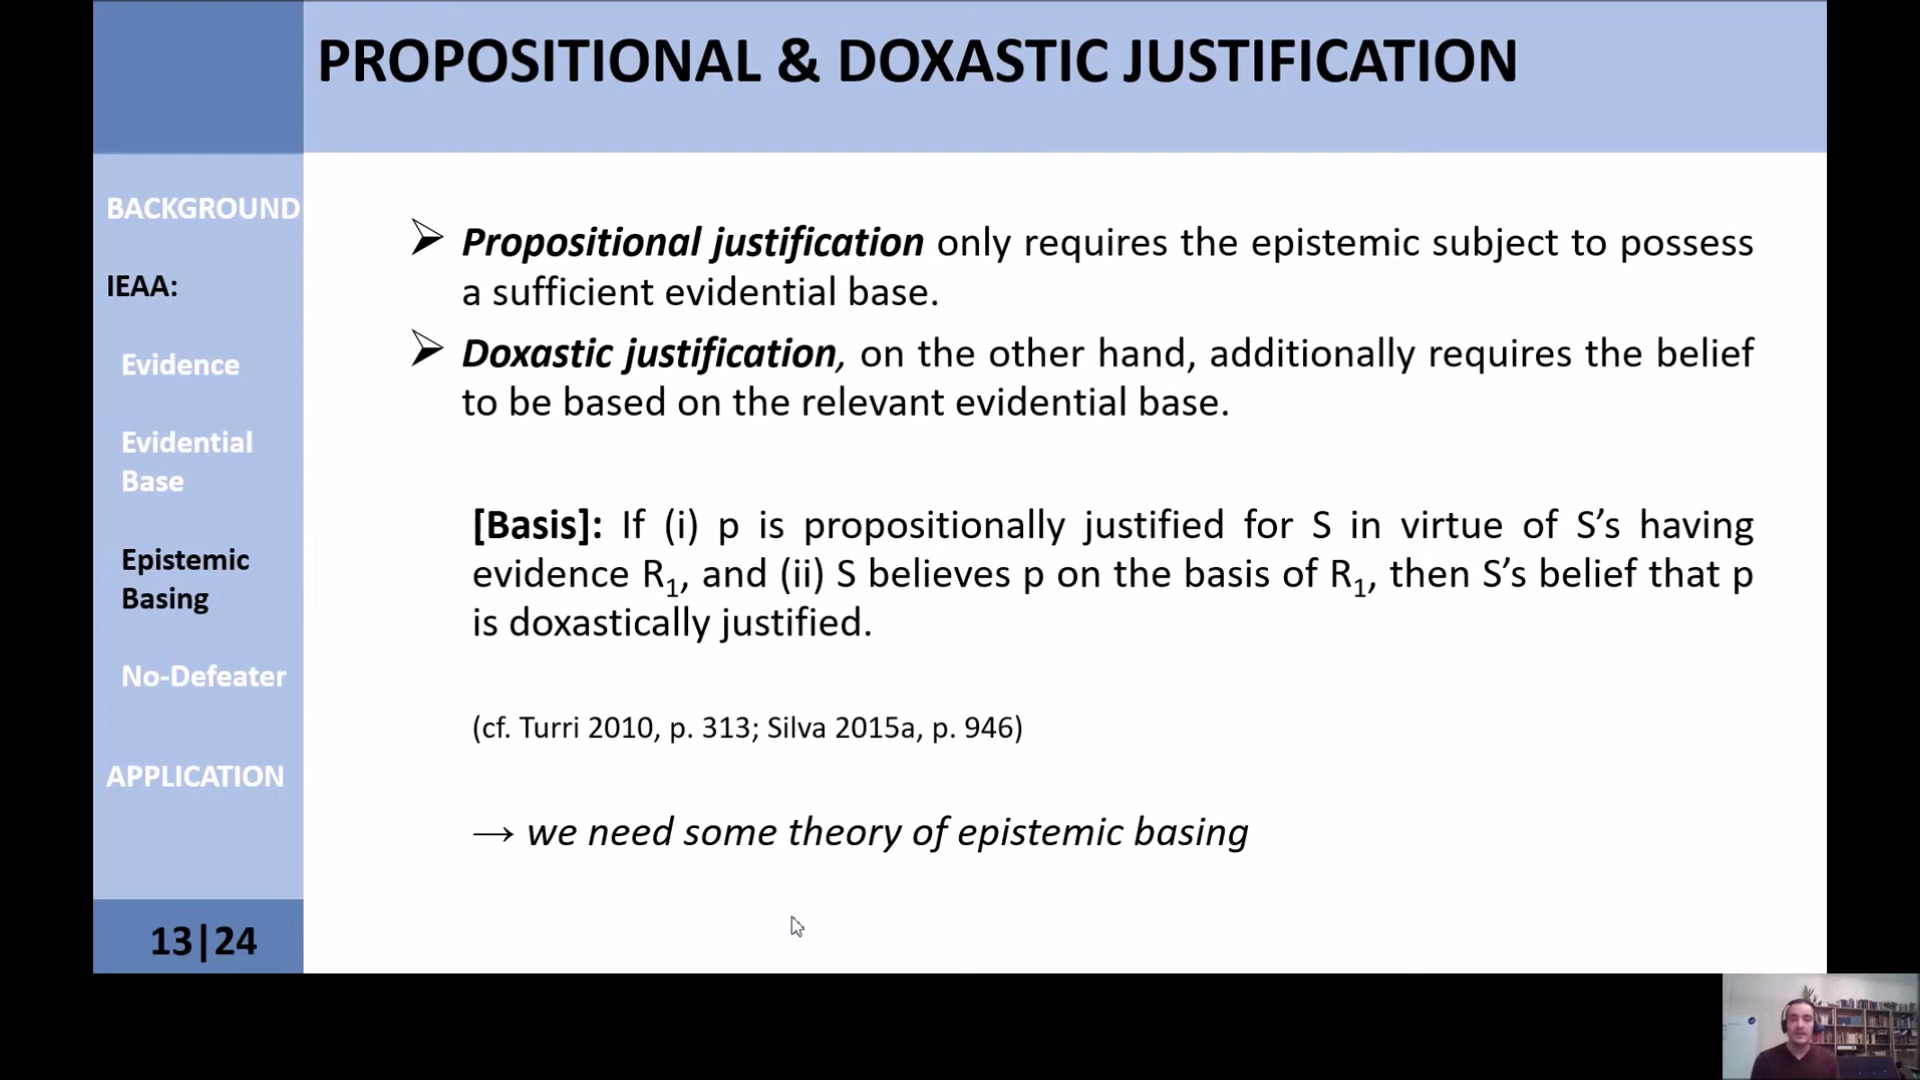 PROPOSITIONAL & DOXASTIC JUSTIFICATION
BACKGROUND
IEAA:
Evidence
Evidential
Base
Epistemic
Basing
No-Defeater
APPLICATION
13|24
➢ Propositional justification only requires the epistemic subject to possess
a sufficient evidential base.
➢ Doxastic justification, on the other hand, additionally requires the belief
to be based on the relevant evidential base.
[Basis]: If (i) p is propositionally justified for S in virtue of S’s having
evidence R₁, and (ii) S believes p on the basis of R₁, then S’s belief that p
is doxastically justified.
(cf. Turri 2010, p. 313; Silva 2015a, p. 946)
→ we need some theory of epistemic basing